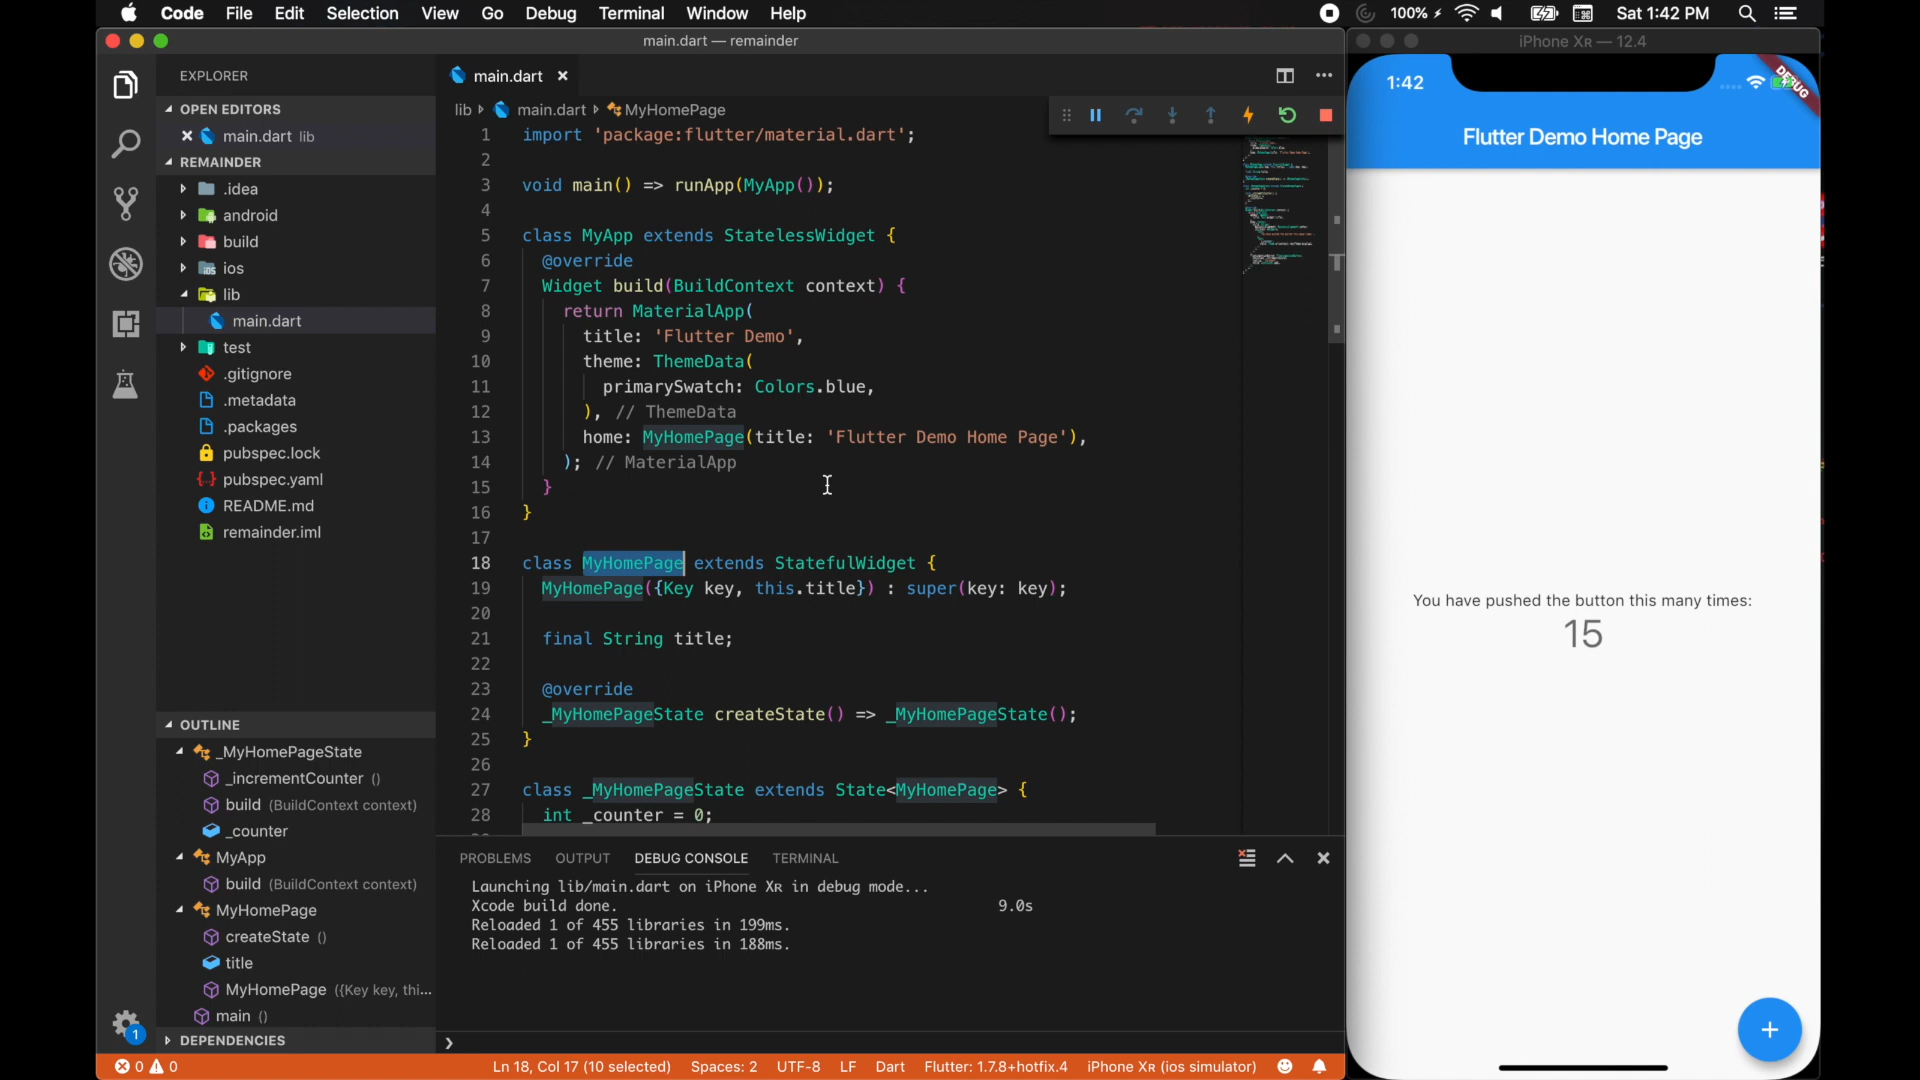 Code File Edit Selection View Go Debug Terminal Window Help 100% Sat 1:42 PM
main.dart — remainder
iPhone XR — 12.4
EXPLORER
OPEN EDITORS
main.dart lib
REMAINDER
.idea
android
build
ios
lib
main.dart
test
.gitignore
.metadata
.packages
pubspec.lock
pubspec.yaml
README.md
remainder.iml
OUTLINE
_MyHomePageState
_incrementCounter ()
build (BuildContext context)
_counter
MyApp
build (BuildContext context)
MyHomePage
createState ()
title
MyHomePage ({Key key, thi...
main ()
DEPENDENCIES
1
main.dart
lib main.dart MyHomePage
1 import 'package:flutter/material.dart';
2
3 void main() => runApp(MyApp());
4
5 class MyApp extends StatelessWidget {
6 @override
7 Widget build(BuildContext context) {
8 return MaterialApp(
9 title: 'Flutter Demo',
10 theme: ThemeData(
11 primarySwatch: Colors.blue,
12 ), // ThemeData
13 home: MyHomePage(title: 'Flutter Demo Home Page'),
14 ); // MaterialApp
15 }
16 }
17
18 class MyHomePage extends StatefulWidget {
19 MyHomePage({Key key, this.title}) : super(key: key);
20
21 final String title;
22
23 @override
24 _MyHomePageState createState() => _MyHomePageState();
25 }
26
27 class _MyHomePageState extends State<MyHomePage> {
28 int _counter = 0;
PROBLEMS OUTPUT DEBUG CONSOLE TERMINAL
Launching lib/main.dart on iPhone XR in debug mode...
Xcode build done. 9.0s
Reloaded 1 of 455 libraries in 199ms.
Reloaded 1 of 455 libraries in 188ms.
0 0 Ln 18, Col 17 (10 selected) Spaces: 2 UTF-8 LF Dart Flutter: 1.7.8+hotfix.4 iPhone XR (ios simulator)
1:42
DEBUG
Flutter Demo Home Page
You have pushed the button this many times:
15
+